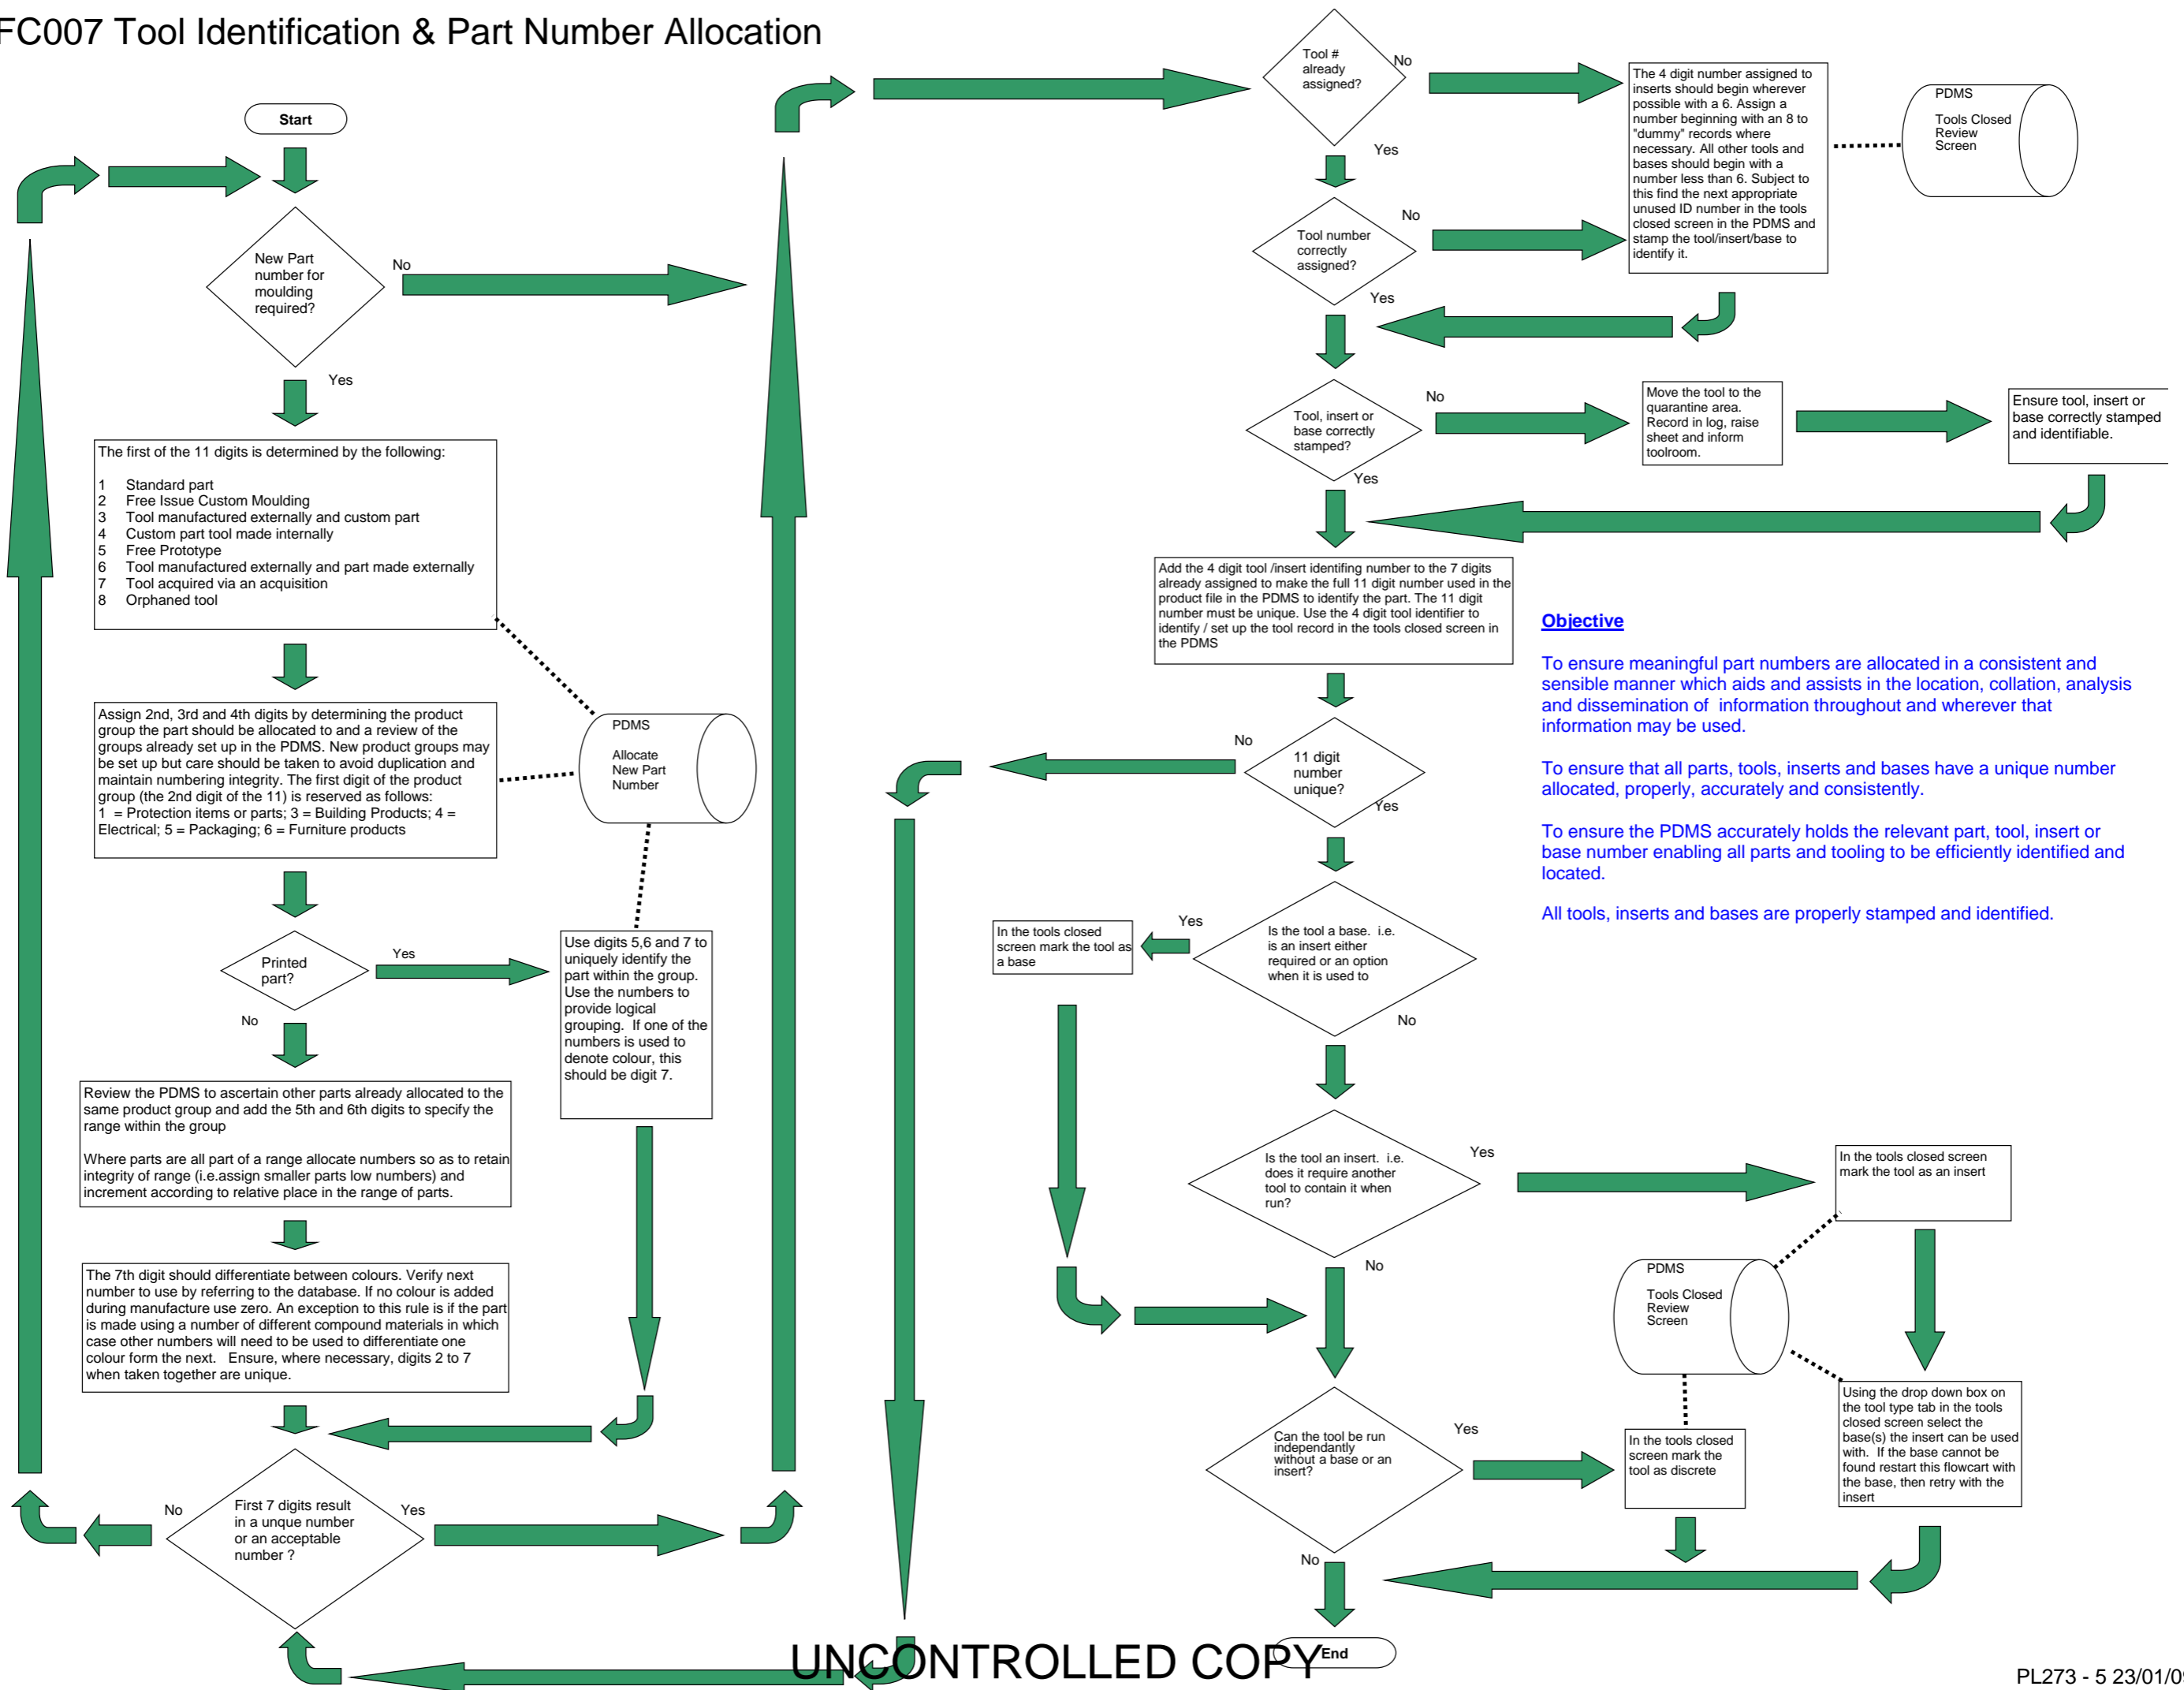 FC007 Tool Identification & Part Number Allocation
Start
New Part
number for
moulding
required?
No
Yes
The first of the 11 digits is determined by the following:
1 Standard part
2 Free Issue Custom Moulding
3 Tool manufactured externally and custom part
4 Custom part tool made internally
5 Free Prototype
6 Tool manufactured externally and part made externally
7 Tool acquired via an acquisition
8 Orphaned tool
Assign 2nd, 3rd and 4th digits by determining the product
group the part should be allocated to and a review of the
groups already set up in the PDMS. New product groups may
be set up but care should be taken to avoid duplication and
maintain numbering integrity. The first digit of the product
group (the 2nd digit of the 11) is reserved as follows:
1 = Protection items or parts; 3 = Building Products; 4 =
Electrical; 5 = Packaging; 6 = Furniture products
PDMS
Allocate
New Part
Number
Printed
part?
Yes
No
Use digits 5,6 and 7 to
uniquely identify the
part within the group.
Use the numbers to
provide logical
grouping. If one of the
numbers is used to
denote colour, this
should be digit 7.
Review the PDMS to ascertain other parts already allocated to the
same product group and add the 5th and 6th digits to specify the
range within the group
Where parts are all part of a range allocate numbers so as to retain
integrity of range (i.e.assign smaller parts low numbers) and
increment according to relative place in the range of parts.
The 7th digit should differentiate between colours. Verify next
number to use by referring to the database. If no colour is added
during manufacture use zero. An exception to this rule is if the part
is made using a number of different compound materials in which
case other numbers will need to be used to differentiate one
colour form the next. Ensure, where necessary, digits 2 to 7
when taken together are unique.
No
First 7 digits result
in a unque number
or an acceptable
number ?
Yes
Tool #
already
assigned?
No
Yes
The 4 digit number assigned to
inserts should begin wherever
possible with a 6. Assign a
number beginning with an 8 to
"dummy" records where
necessary. All other tools and
bases should begin with a
number less than 6. Subject to
this find the next appropriate
unused ID number in the tools
closed screen in the PDMS and
stamp the tool/insert/base to
identify it.
PDMS
Tools Closed
Review
Screen
Tool number
correctly
assigned?
No
Yes
Tool, insert or
base correctly
stamped?
No
Yes
Move the tool to the
quarantine area.
Record in log, raise
sheet and inform
toolroom.
Ensure tool, insert or
base correctly stamped
and identifiable.
Add the 4 digit tool /insert identifing number to the 7 digits
already assigned to make the full 11 digit number used in the
product file in the PDMS to identify the part. The 11 digit
number must be unique. Use the 4 digit tool identifier to
identify / set up the tool record in the tools closed screen in
the PDMS
Objective
To ensure meaningful part numbers are allocated in a consistent and
sensible manner which aids and assists in the location, collation, analysis
and dissemination of information throughout and wherever that
information may be used.
To ensure that all parts, tools, inserts and bases have a unique number
allocated, properly, accurately and consistently.
To ensure the PDMS accurately holds the relevant part, tool, insert or
base number enabling all parts and tooling to be efficiently identified and
located.
All tools, inserts and bases are properly stamped and identified.
No
11 digit
number
unique?
Yes
In the tools closed
screen mark the tool as
a base
Yes
Is the tool a base. i.e.
is an insert either
required or an option
when it is used to
No
Is the tool an insert. i.e.
does it require another
tool to contain it when
run?
Yes
No
In the tools closed screen
mark the tool as an insert
PDMS
Tools Closed
Review
Screen
Can the tool be run
independantly
without a base or an
insert?
Yes
No
In the tools closed
screen mark the
tool as discrete
Using the drop down box on
the tool type tab in the tools
closed screen select the
base(s) the insert can be used
with. If the base cannot be
found restart this flowcart with
the base, then retry with the
insert
End
UNCONTROLLED COPY
PL273 - 5 23/01/09